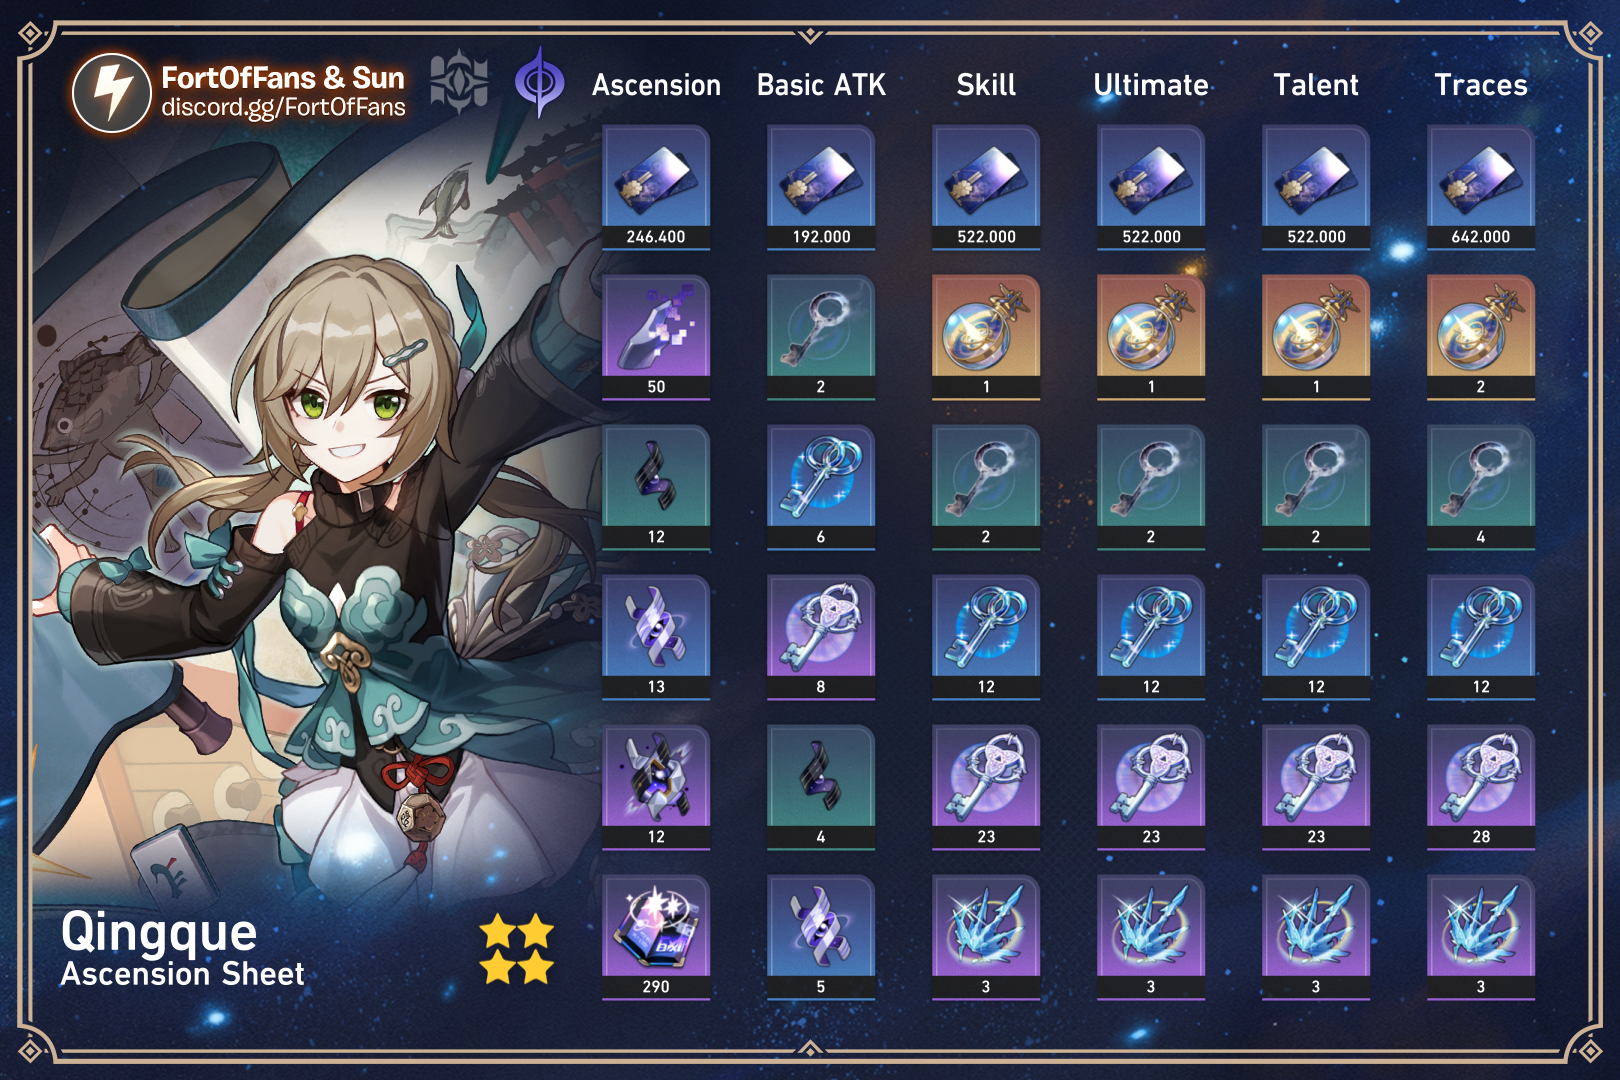 FortOfFans & Sun
discord.gg/FortOfFans
Ascension Basic ATK Skill Ultimate Talent Traces
246.400 192.000 522.000 522.000 522.000 642.000
50 2 1 1 1 2
12 6 2 2 2 4
13 8 12 12 12 12
12 4 23 23 23 28
290 5 3 3 3 3
Qingque
Ascension Sheet